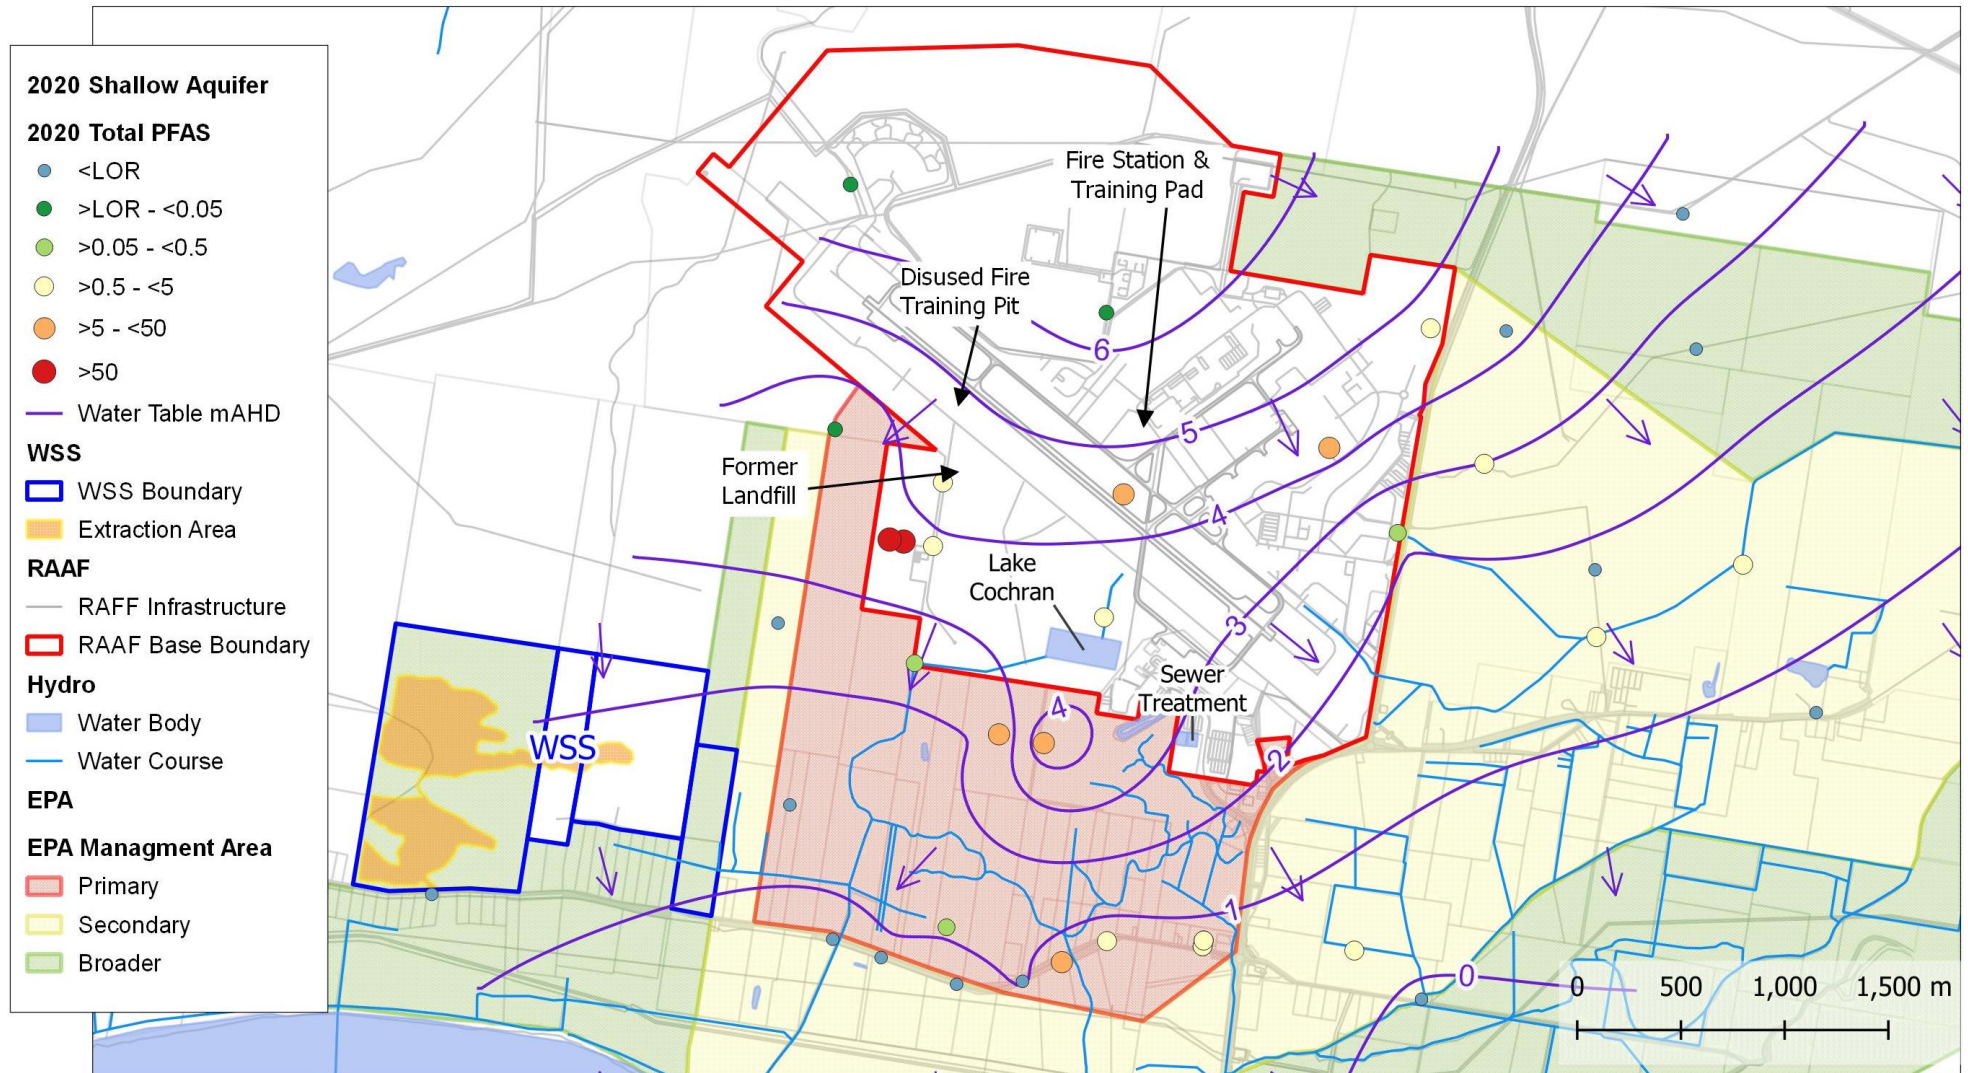 2020 Shallow Aquifer
2020 Total PFAS
<LOR
>LOR - <0.05
>0.05 - <0.5
>0.5 - <5
>5 - <50
>50
Water Table mAHD
WSS
WSS Boundary
Extraction Area
RAAF
RAFF Infrastructure
RAAF Base Boundary
Hydro
Water Body
Water Course
EPA
EPA Managment Area
Primary
Secondary
Broader
Fire Station &
Training Pad
Disused Fire
Training Pit
6
5
Former
Landfill
4
Lake
Cochran
3
Sewer
Treatment
4
WSS
2
1
0
0 500 1,000 1,500 m